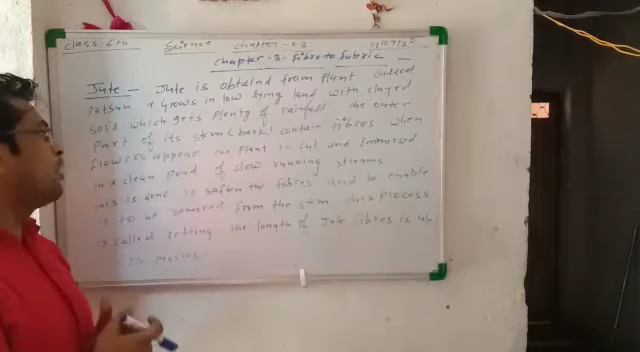 Class-6th Science Chapter-03
Chapter-3-Fibre to fabric
Jute - Jute is obtaind from Plant Called
Patsun + Grows in low lying land with clayed
Soil which gets plenty of rainfall the outer
Part of its stem (bark) contain fibres when
flowers appear the plant is cut and Immersed
in a clean pond of slow running streams
this is done to soften the fibres and to enable
it to be removed from the stem this process
is called Retting the length of Jute fibres is
meters.